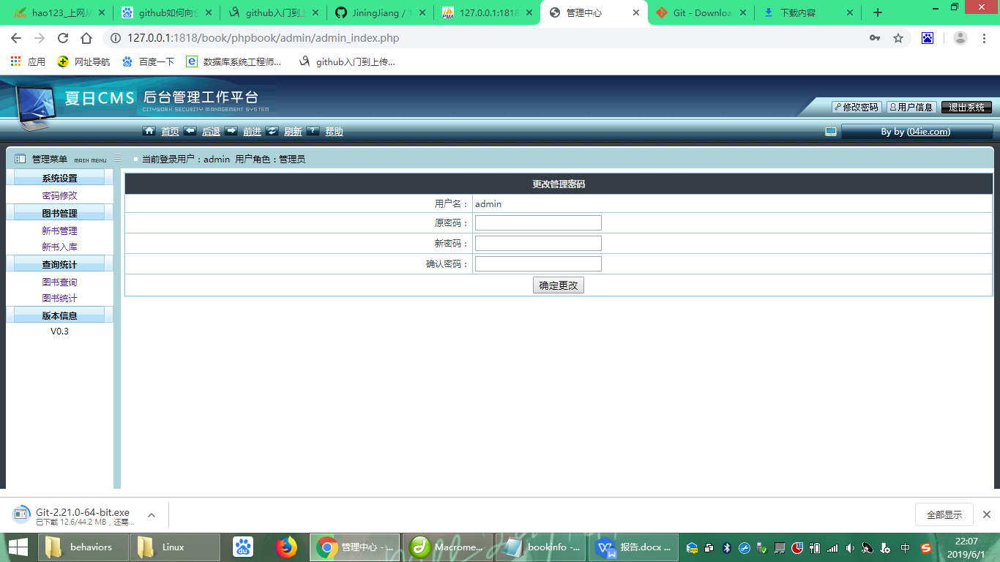 hao123_上网从
github如何向仓
github入门到上
JiningJiang / 1
127.0.0.1:1818
管理中心
Git - Downloa
下载内容
127.0.0.1:1818/book/phpbook/admin/admin_index.php
应用
网址导航
百度一下
数据库系统工程师...
github入门到上传...
夏日CMS 后台管理工作平台
CITYWORK SECURITY MANAGEMENT SYSTEM
修改密码 用户信息 退出系统
首页 后退 前进 刷新 ? 帮助
By by (04ie.com)
管理菜单 MAIN MENU
当前登录用户：admin 用户角色：管理员
系统设置
密码修改
图书管理
新书管理
新书入库
查询统计
图书查询
图书统计
版本信息
V0.3
更改管理密码
用户名： admin
原密码：
新密码：
确认密码：
确定更改
Git-2.21.0-64-bit.exe
已下载 12.6/44.2 MB，还需...
全部显示
behaviors
Linux
管理中心 - ...
Macrome...
bookinfo -...
报告.docx ...
中
22:07
2019/6/1